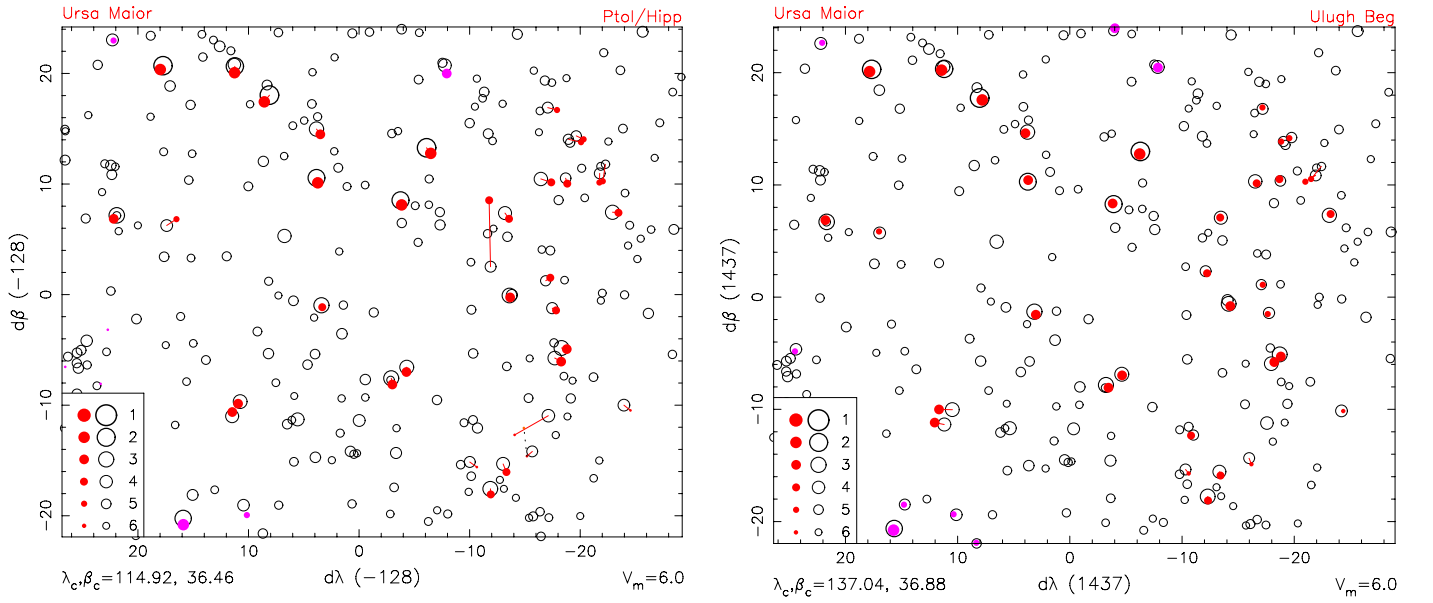 Ursa Maior
Ptol/Hipp
20
10
0
−10
−20
dβ (−128)
1
2
3
4
5
6
20
10
0
−10
−20
λc,βc=114.92, 36.46
dλ (−128)
Vm=6.0
Ursa Maior
Ulugh Beg
20
10
0
−10
−20
dβ (1437)
1
2
3
4
5
6
20
10
0
−10
−20
λc,βc=137.04, 36.88
dλ (1437)
Vm=6.0